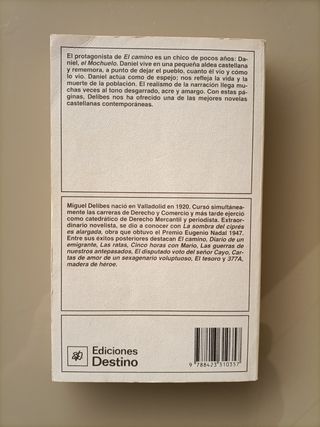 El protagonista de El camino es un chico de pocos años: Da-
niel, el Mochuelo. Daniel vive en una pequeña aldea castellana
y rememora, a punto de dejar el pueblo, cuanto él vio y cómo
lo vio. Daniel actúa como de espejo; nos refleja la vida y la
muerte de la población. El realismo de la narración llega mu-
chas veces al tono desgarrado, acre y amargo. Con estas pá-
ginas, Delibes nos ha ofrecido una de las mejores novelas
castellanas contemporáneas.
Miguel Delibes nació en Valladolid en 1920. Cursó simultánea-
mente las carreras de Derecho y Comercio y más tarde ejerció
como catedrático de Derecho Mercantil y periodista. Extraor-
dinario novelista, se dio a conocer con La sombra del ciprés
es alargada, obra que obtuvo el Premio Eugenio Nadal 1947.
Entre sus éxitos posteriores destacan El camino, Diario de un
emigrante, Las ratas, Cinco horas con Mario, Las guerras de
nuestros antepasados, El disputado voto del señor Cayo, Car-
tas de amor de un sexagenario voluptuoso, El tesoro y 377A,
madera de héroe.
Ediciones
Destino
9 788423 310357